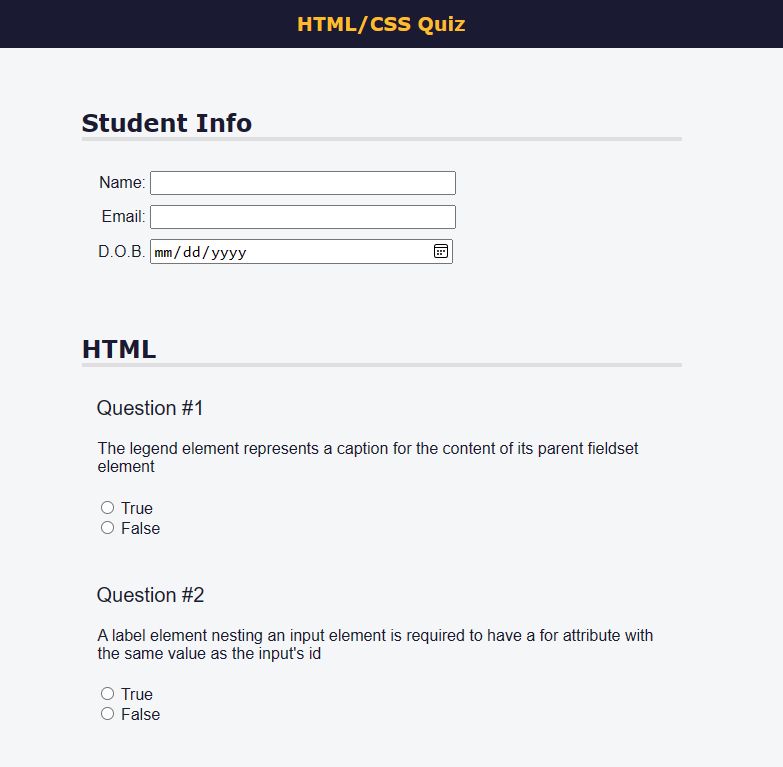 HTML/CSS Quiz
Student Info
Name:
Email:
D.O.B. mm/dd/yyyy
HTML
Question #1
The legend element represents a caption for the content of its parent fieldset
element
True
False
Question #2
A label element nesting an input element is required to have a for attribute with
the same value as the input's id
True
False